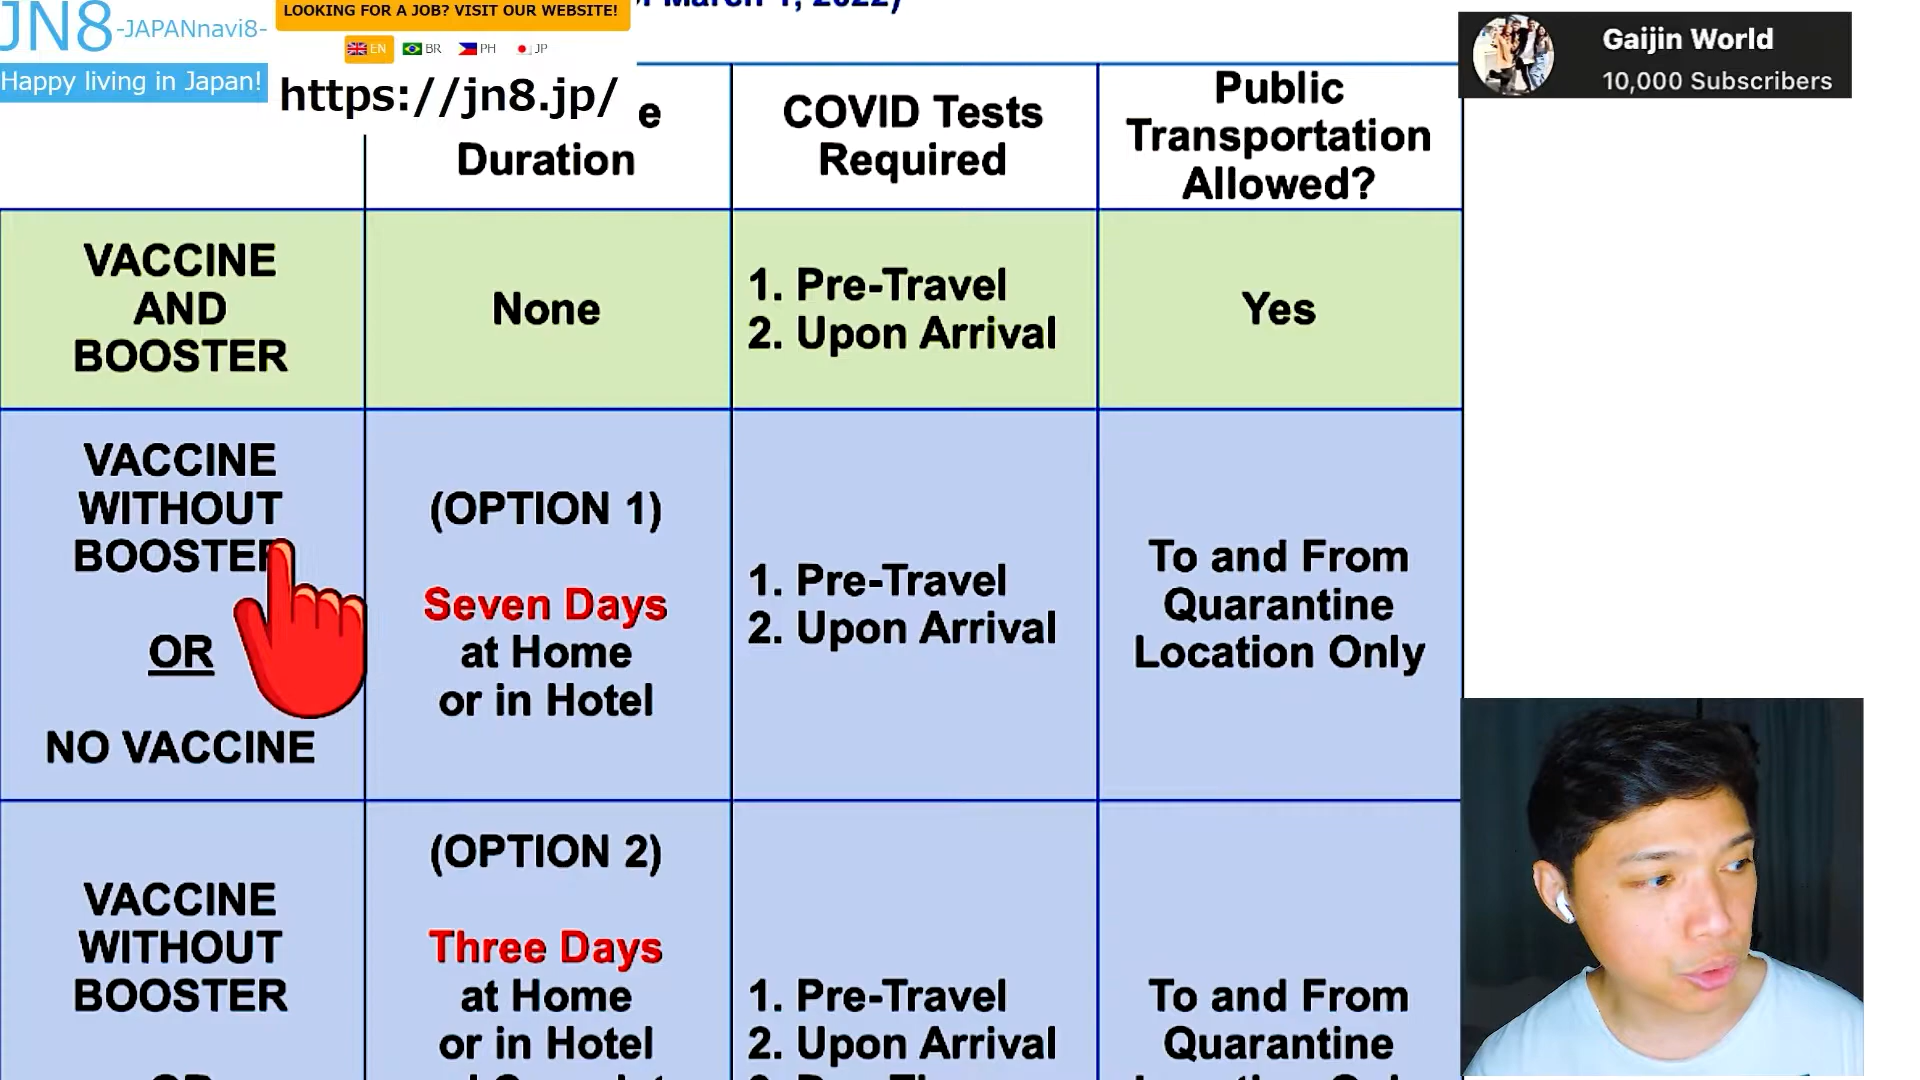 JN8 -JAPANnavi8-
Happy living in Japan!
LOOKING FOR A JOB? VISIT OUR WEBSITE!
EN BR PH JP
https://jn8.jp/
March 1, 2022)
Gaijin World
10,000 Subscribers
Duration
COVID Tests
Required
Public
Transportation
Allowed?
VACCINE
AND
BOOSTER
None
1. Pre-Travel
2. Upon Arrival
Yes
VACCINE
WITHOUT
BOOSTER
OR
NO VACCINE
(OPTION 1)
Seven Days
at Home
or in Hotel
1. Pre-Travel
2. Upon Arrival
To and From
Quarantine
Location Only
VACCINE
WITHOUT
BOOSTER
(OPTION 2)
Three Days
at Home
or in Hotel
1. Pre-Travel
2. Upon Arrival
To and From
Quarantine